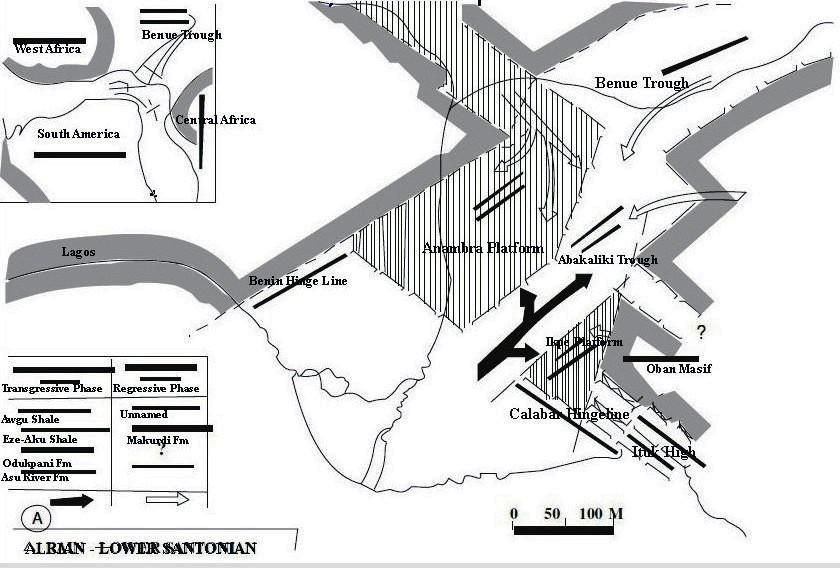 West Africa
Benue Trough
Central Africa
South America
Benue Trough
Anambra Platform
Abakaliki Trough
Lagos
Benin Hinge Line
Ikpe Platform
?
Oban Masif
Calabar Hingeline
Ituk High
Transgressive Phase
Regressive Phase
Awgu Shale
Unnamed
Eze-Aku Shale
Makurdi Fm
?
Odukpani Fm
Asu River Fm
A
0 50 100 M
ALBIAN - LOWER SANTONIAN